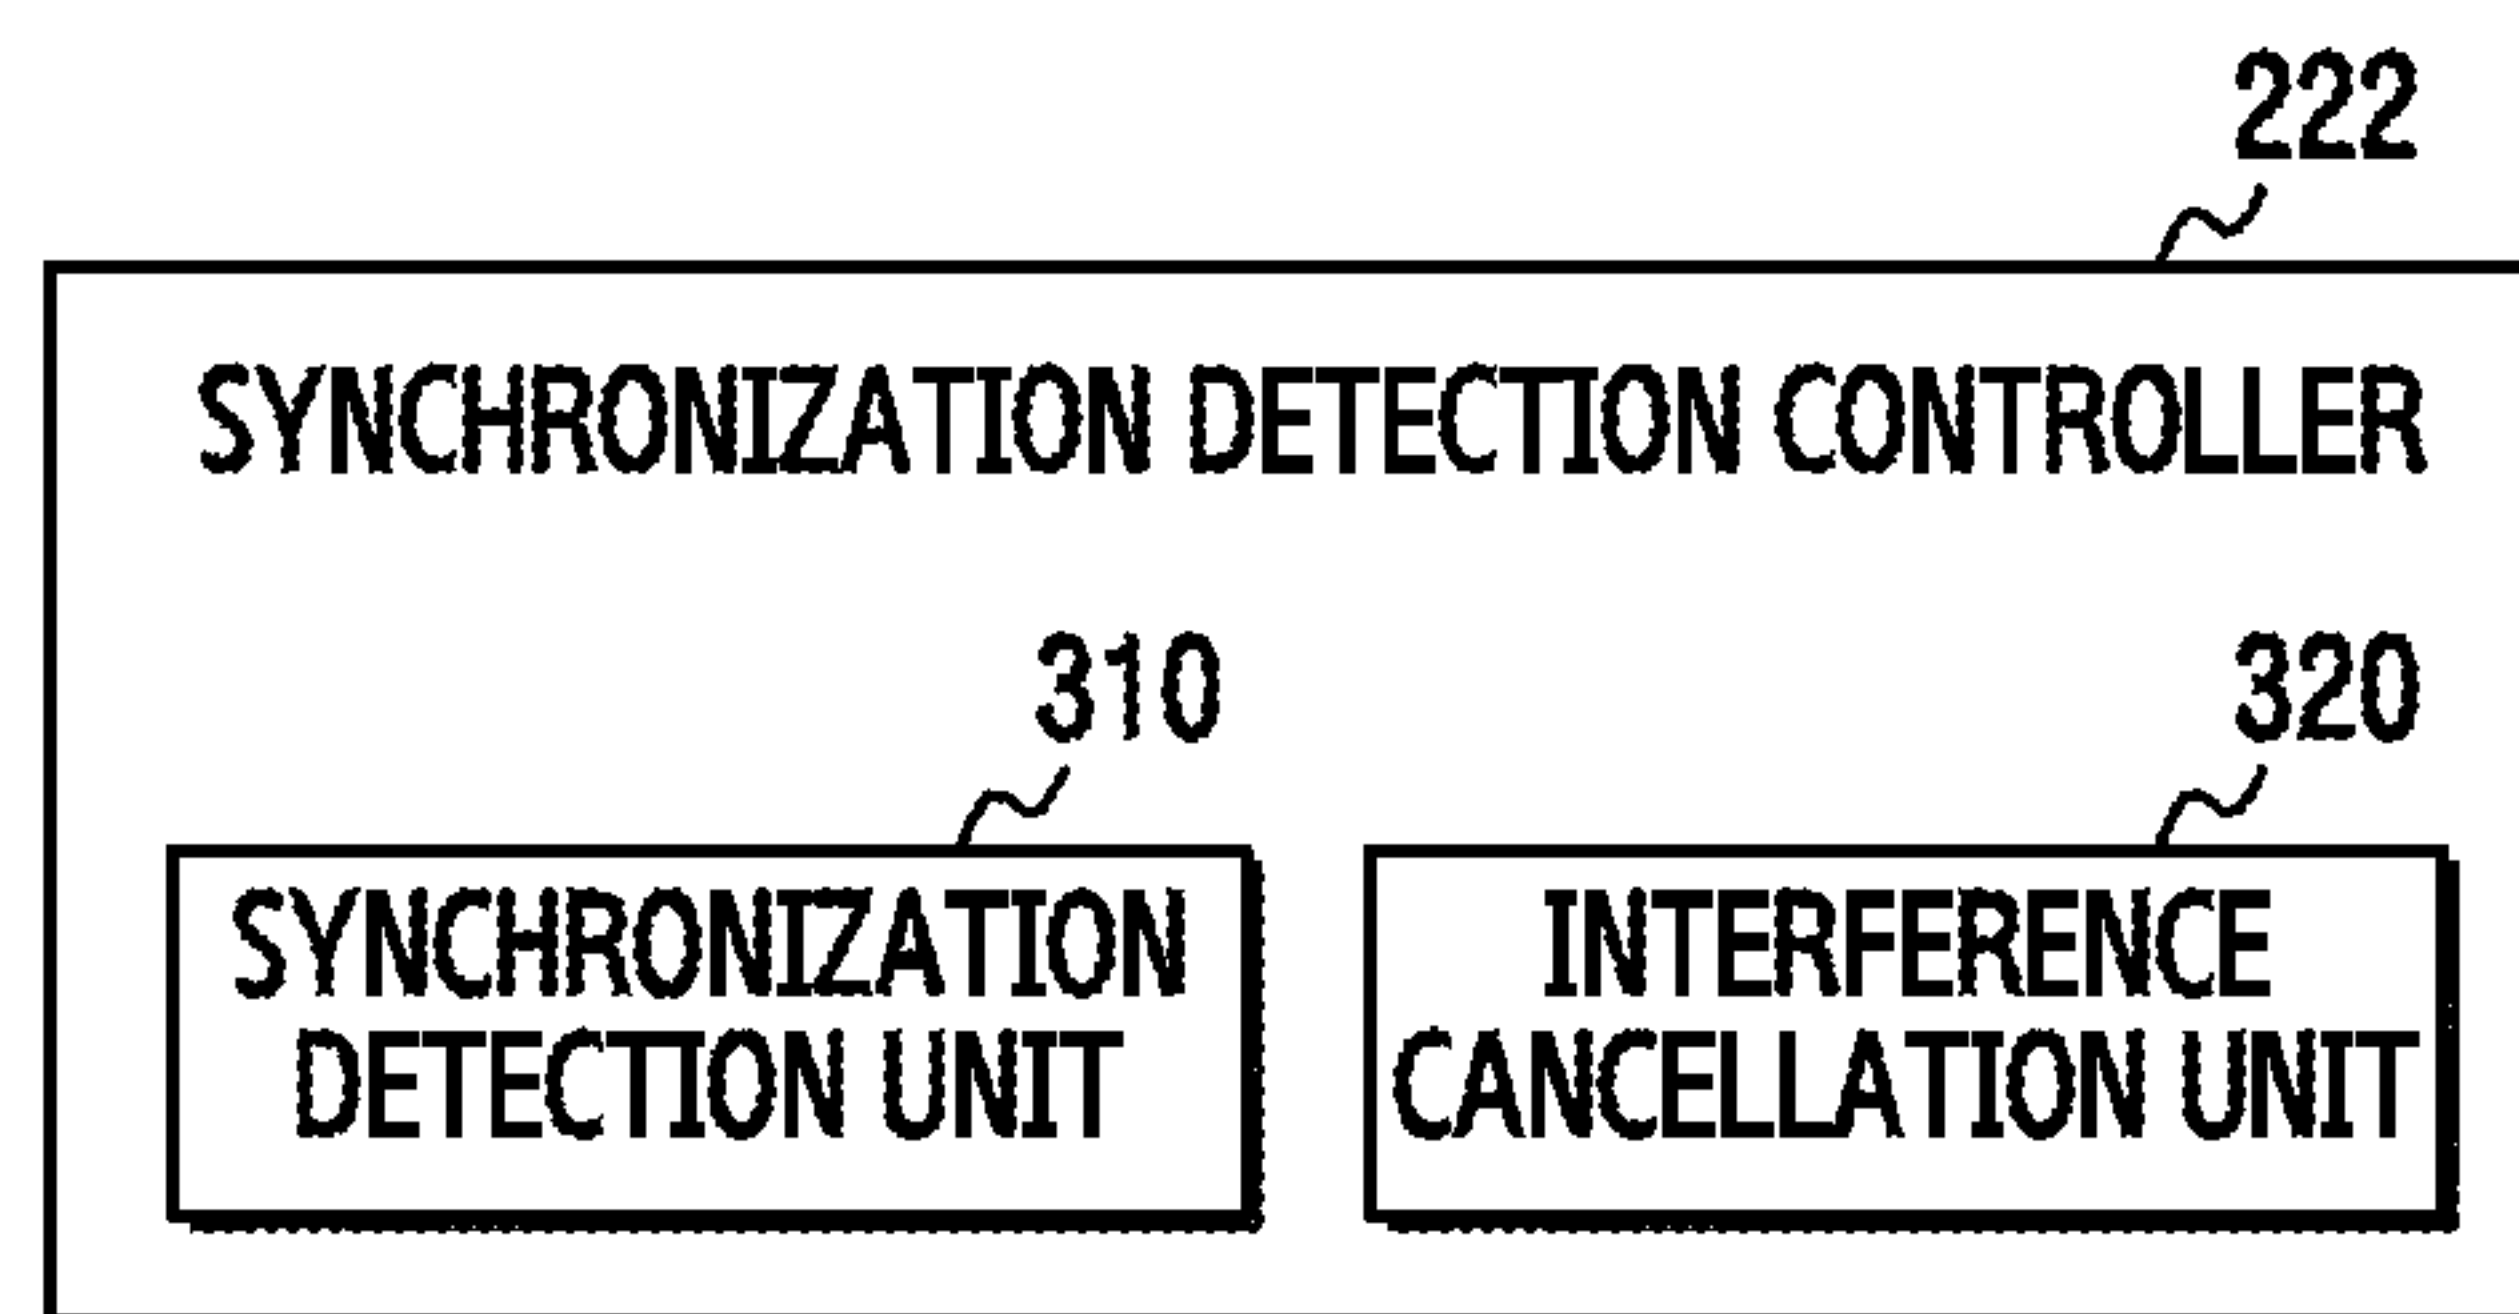 222
SYNCHRONIZATION DETECTION CONTROLLER
310
320
SYNCHRONIZATION
DETECTION UNIT
INTERFERENCE
CANCELLATION UNIT